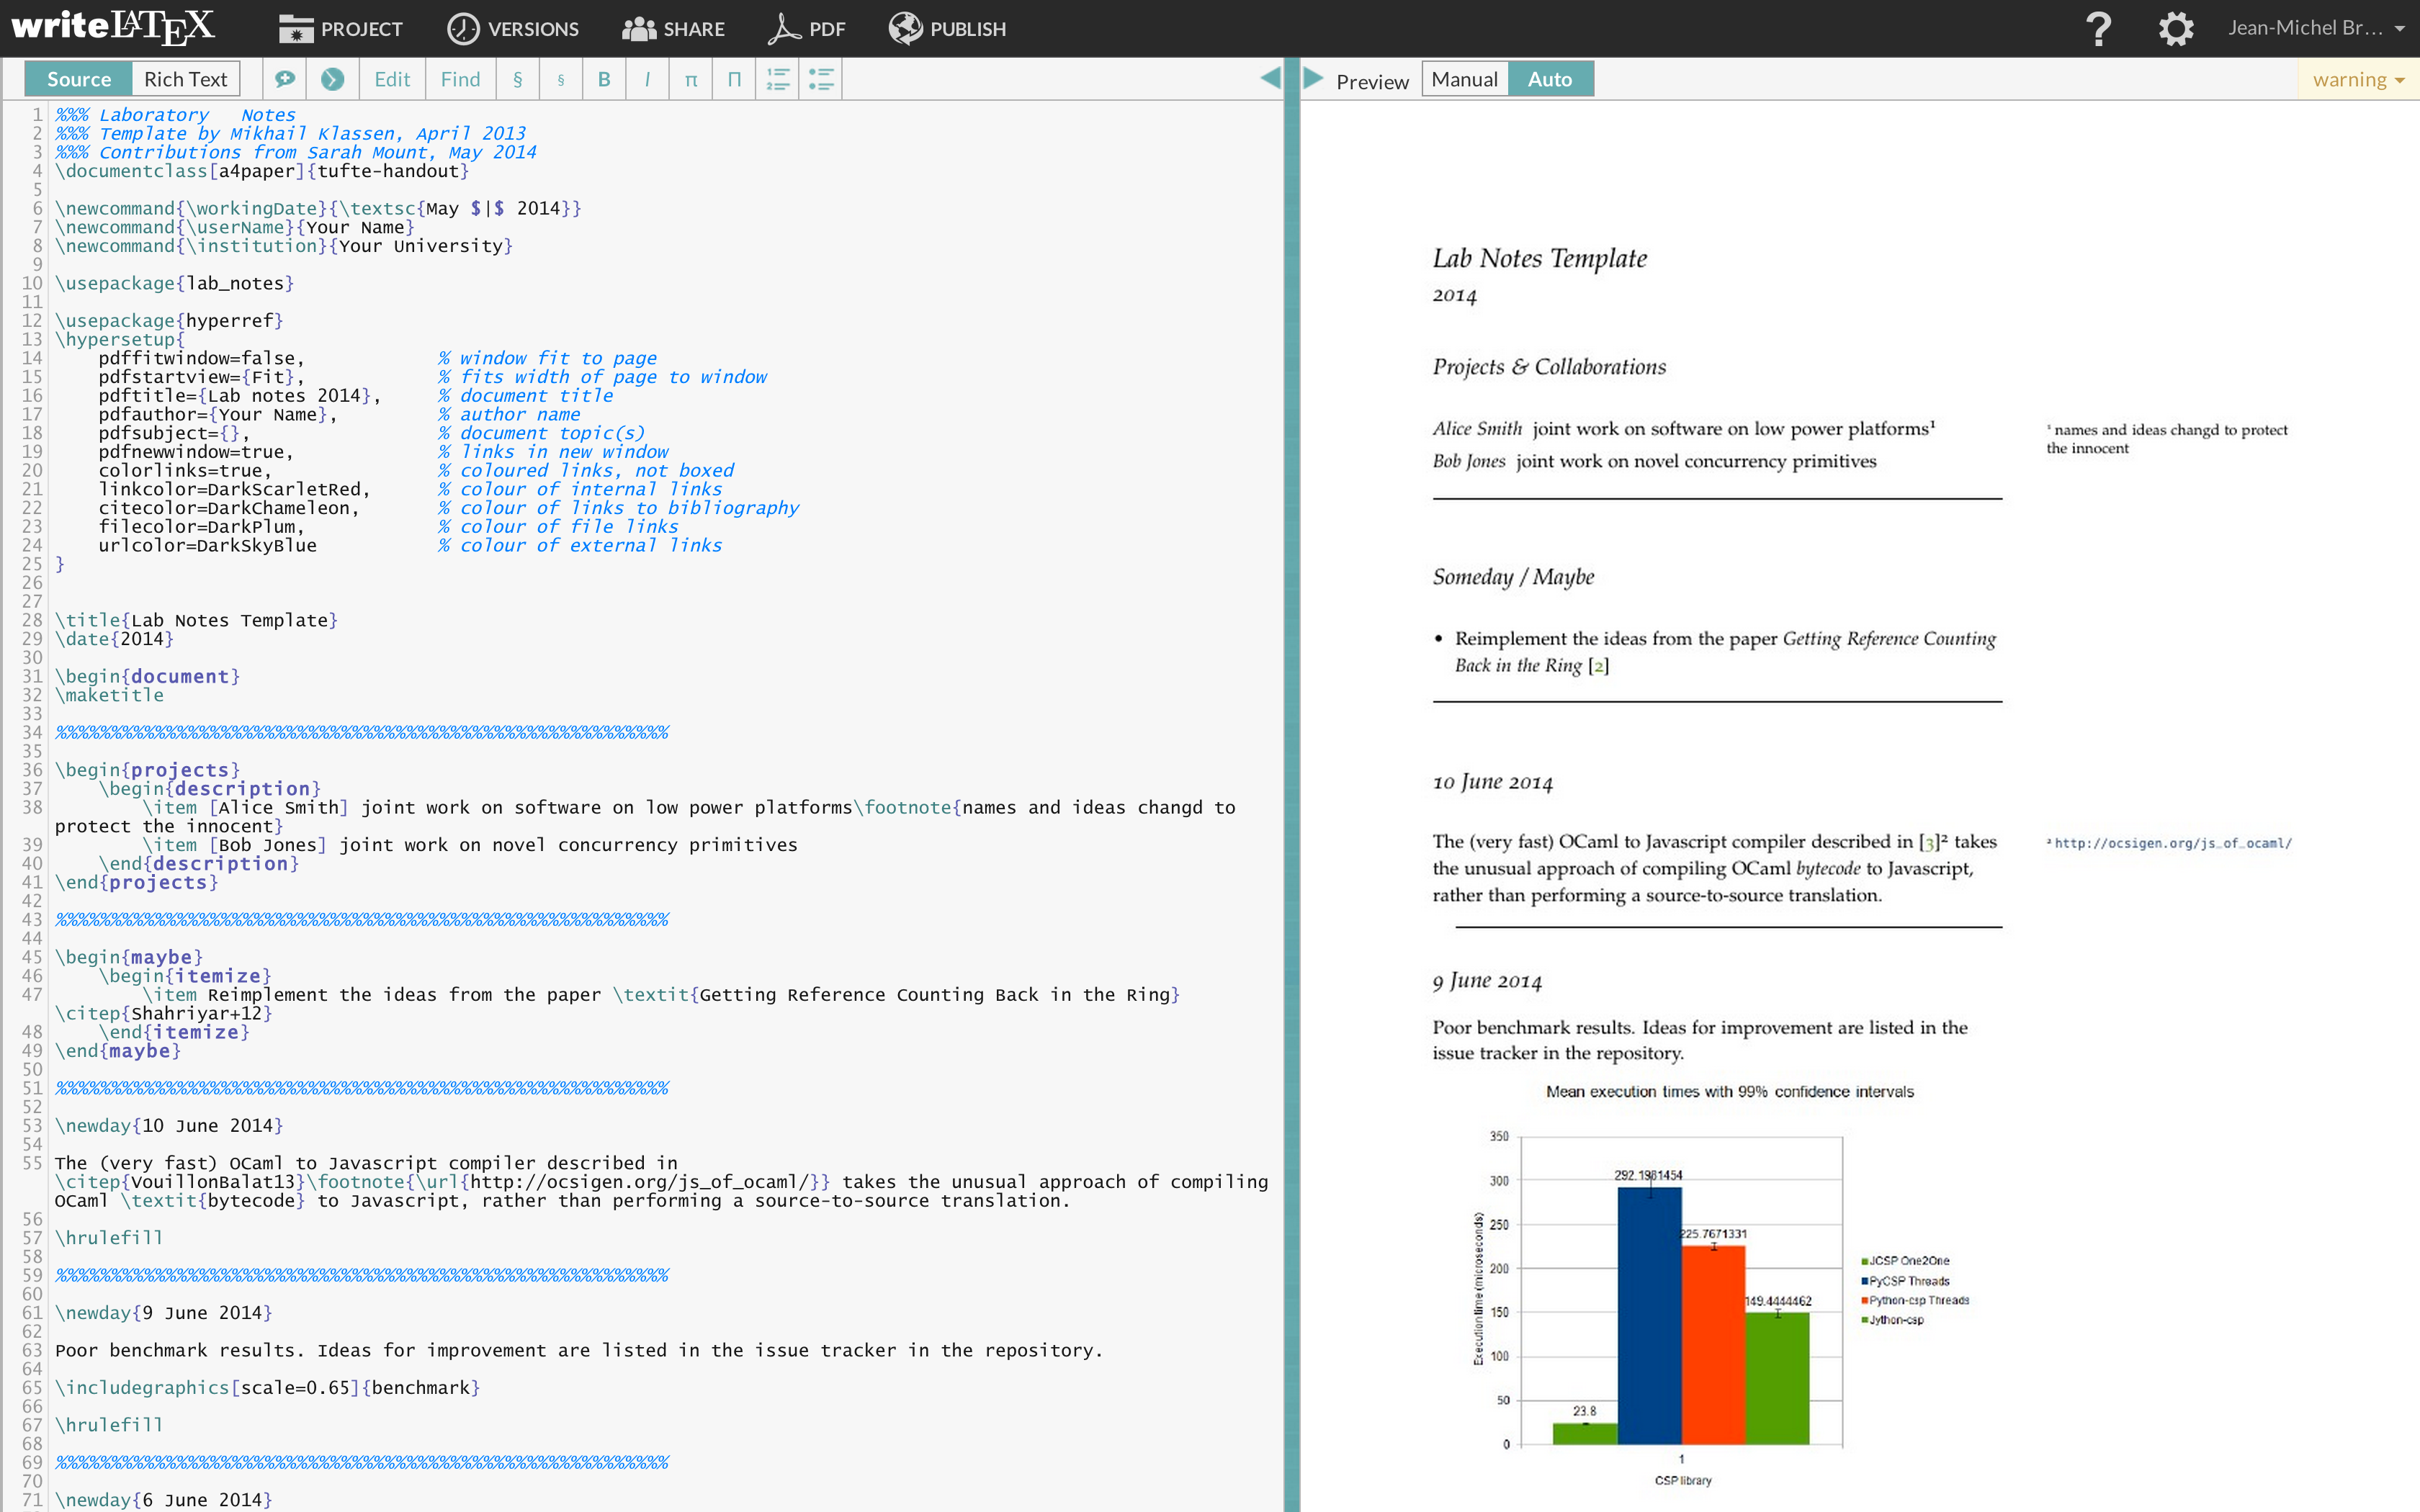 writeLATEX PROJECT VERSIONS SHARE PDF PUBLISH ? Jean-Michel Br...
Source Rich Text Edit Find § § B I π Π
Preview Manual Auto warning
1 %%% Laboratory   Notes
2 %%% Template by Mikhail Klassen, April 2013
3 %%% Contributions from Sarah Mount, May 2014
4 \documentclass[a4paper]{tufte-handout}
5
6 \newcommand{\workingDate}{\textsc{May $|$ 2014}}
7 \newcommand{\userName}{Your Name}
8 \newcommand{\institution}{Your University}
9
10 \usepackage{lab_notes}
11
12 \usepackage{hyperref}
13 \hypersetup{
14     pdffitwindow=false,            % window fit to page
15     pdfstartview={Fit},            % fits width of page to window
16     pdftitle={Lab notes 2014},     % document title
17     pdfauthor={Your Name},         % author name
18     pdfsubject={},                 % document topic(s)
19     pdfnewwindow=true,             % links in new window
20     colorlinks=true,               % coloured links, not boxed
21     linkcolor=DarkScarletRed,      % colour of internal links
22     citecolor=DarkChameleon,       % colour of links to bibliography
23     filecolor=DarkPlum,            % colour of file links
24     urlcolor=DarkSkyBlue           % colour of external links
25 }
26
27
28 \title{Lab Notes Template}
29 \date{2014}
30
31 \begin{document}
32 \maketitle
33
34 %%%%%%%%%%%%%%%%%%%%%%%%%%%%%%%%%%%%%%%%%%%%%%%%%%%%%%%%
35
36 \begin{projects}
37     \begin{description}
38         \item [Alice Smith] joint work on software on low power platforms\footnote{names and ideas changd to
protect the innocent}
39         \item [Bob Jones] joint work on novel concurrency primitives
40     \end{description}
41 \end{projects}
42
43 %%%%%%%%%%%%%%%%%%%%%%%%%%%%%%%%%%%%%%%%%%%%%%%%%%%%%%%%
44
45 \begin{maybe}
46     \begin{itemize}
47         \item Reimplement the ideas from the paper \textit{Getting Reference Counting Back in the Ring}
\citep{Shahriyar+12}
48     \end{itemize}
49 \end{maybe}
50
51 %%%%%%%%%%%%%%%%%%%%%%%%%%%%%%%%%%%%%%%%%%%%%%%%%%%%%%%%
52
53 \newday{10 June 2014}
54
55 The (very fast) OCaml to Javascript compiler described in
\citep{VouillonBalat13}\footnote{\url{http://ocsigen.org/js_of_ocaml/}} takes the unusual approach of compiling
OCaml \textit{bytecode} to Javascript, rather than performing a source-to-source translation.
56
57 \hrulefill
58
59 %%%%%%%%%%%%%%%%%%%%%%%%%%%%%%%%%%%%%%%%%%%%%%%%%%%%%%%%
60
61 \newday{9 June 2014}
62
63 Poor benchmark results. Ideas for improvement are listed in the issue tracker in the repository.
64
65 \includegraphics[scale=0.65]{benchmark}
66
67 \hrulefill
68
69 %%%%%%%%%%%%%%%%%%%%%%%%%%%%%%%%%%%%%%%%%%%%%%%%%%%%%%%%
70
71 \newday{6 June 2014}
Lab Notes Template
2014
Projects & Collaborations
Alice Smith joint work on software on low power platforms¹
Bob Jones joint work on novel concurrency primitives
¹ names and ideas changd to protect
the innocent
Someday / Maybe
• Reimplement the ideas from the paper Getting Reference Counting
Back in the Ring [2]
10 June 2014
The (very fast) OCaml to Javascript compiler described in [3]² takes
the unusual approach of compiling OCaml bytecode to Javascript,
rather than performing a source-to-source translation.
² http://ocsigen.org/js_of_ocaml/
9 June 2014
Poor benchmark results. Ideas for improvement are listed in the
issue tracker in the repository.
Mean execution times with 99% confidence intervals
Execution time (microseconds)
350
300
250
200
150
100
50
0
23.8
292.1981454
225.7671331
149.4444462
1
CSP library
JCSP One2One
PyCSP Threads
Python-csp Threads
Jython-csp